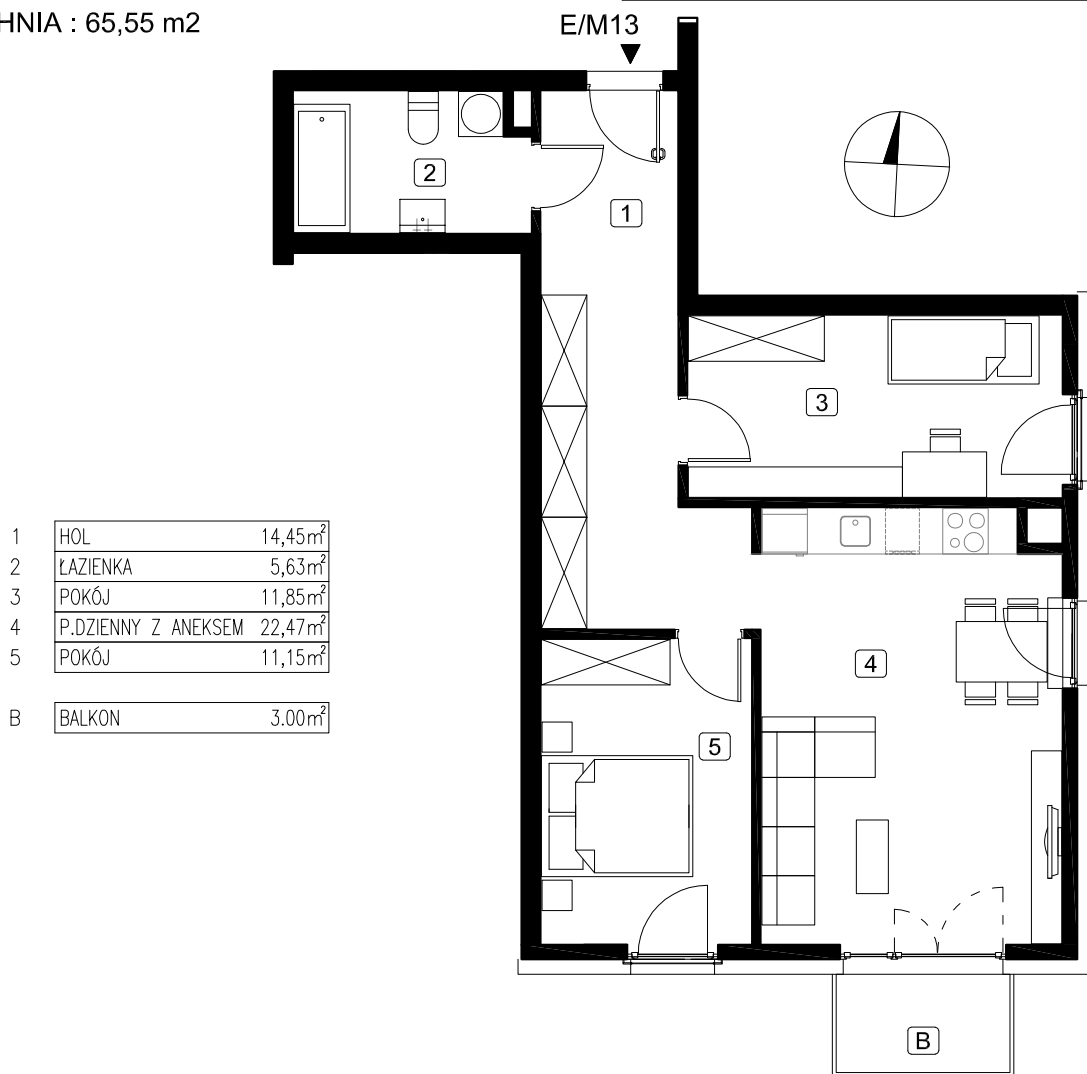 HNIA : 65,55 m2
E/M13
2
1
3
4
5
B
1 HOL 14,45m²
2 ŁAZIENKA 5,63m²
3 POKÓJ 11,85m²
4 P.DZIENNY Z ANEKSEM 22,47m²
5 POKÓJ 11,15m²
B BALKON 3.00m²